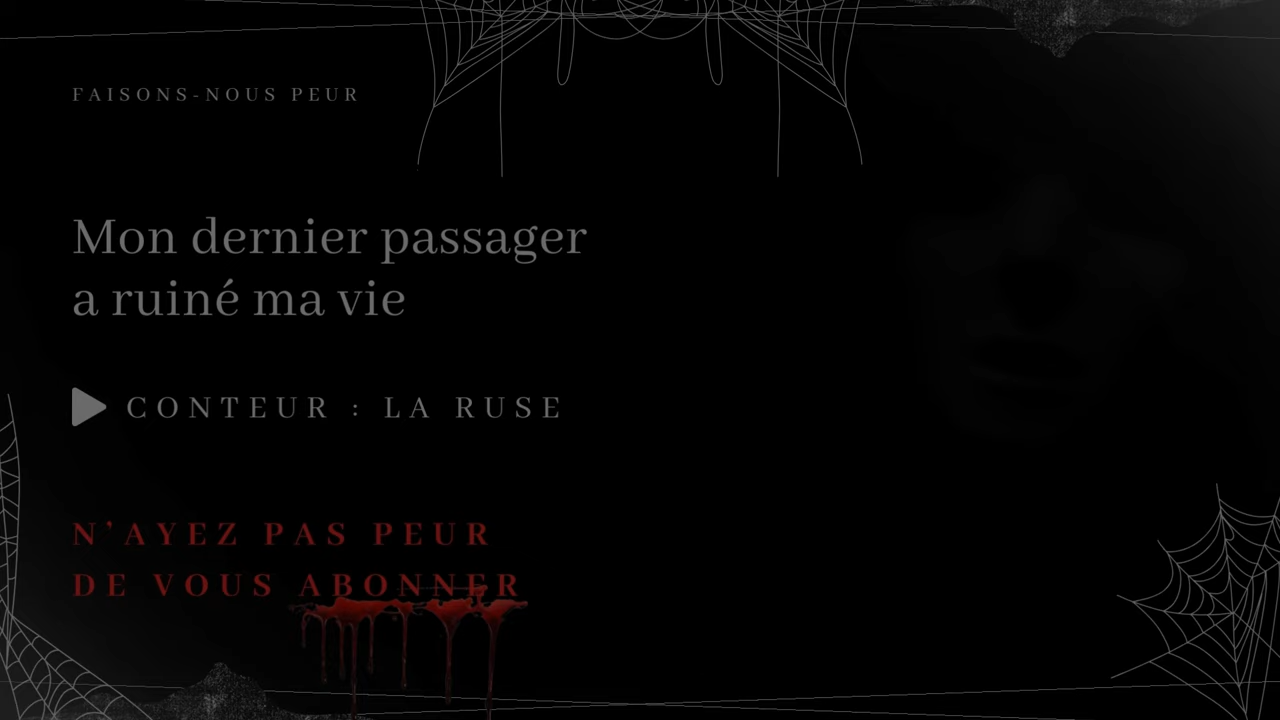 FAISONS-NOUS PEUR
Mon dernier passager
a ruiné ma vie
CONTEUR : LA RUSE
N'AYEZ PAS PEUR
DE VOUS ABONNER